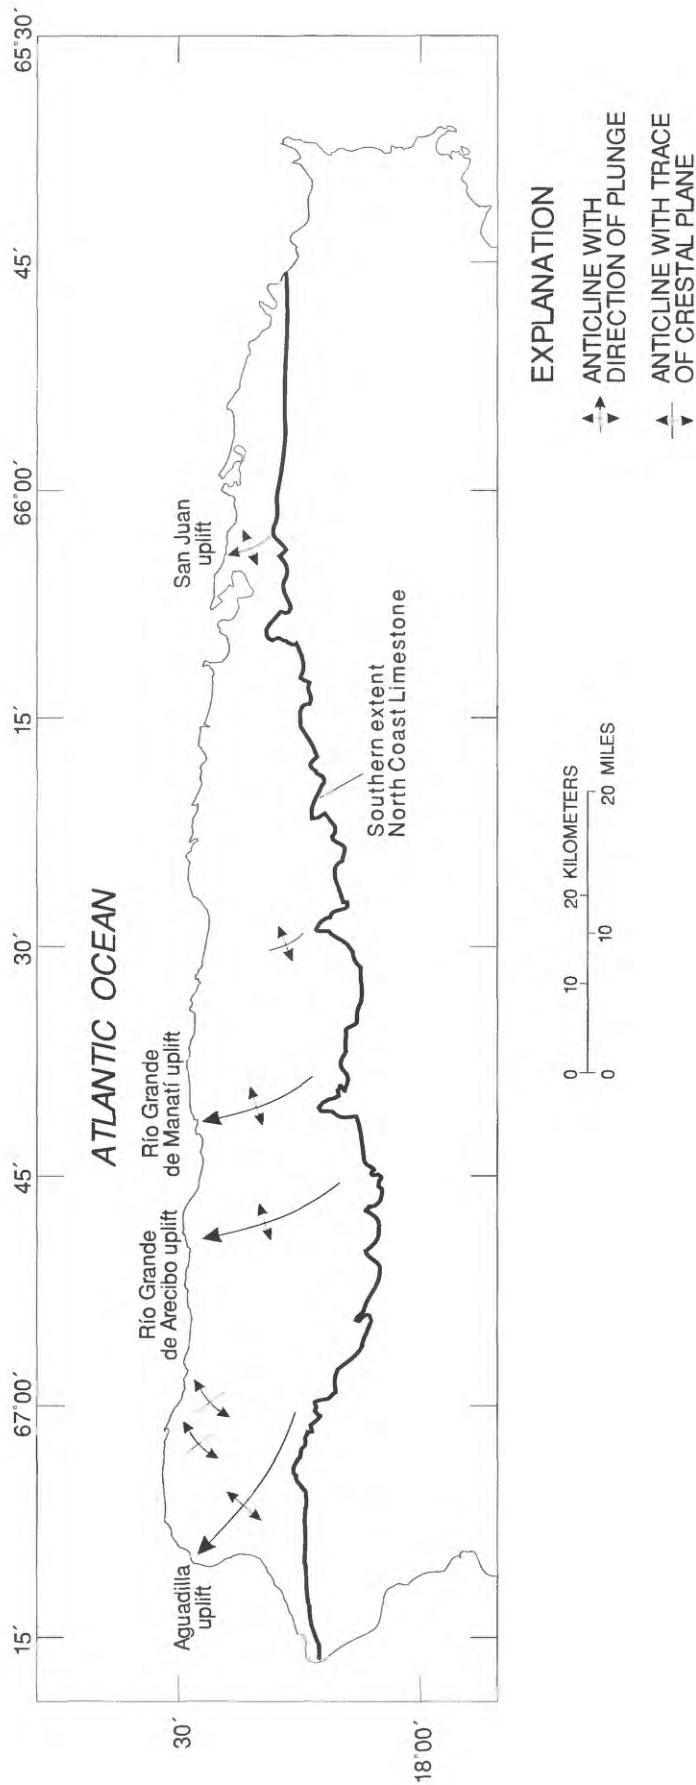 67°00´
15´
45´
30´
15´
66°00´
45´
65°30´
30´
18°00´
ATLANTIC OCEAN
Aguadilla
uplift
Río Grande
de Arecibo uplift
Río Grande
de Manatí uplift
San Juan
uplift
Southern extent
North Coast Limestone
0 10 20 KILOMETERS
0 10 20 MILES
EXPLANATION
ANTICLINE WITH
DIRECTION OF PLUNGE
ANTICLINE WITH TRACE
OF CRESTAL PLANE